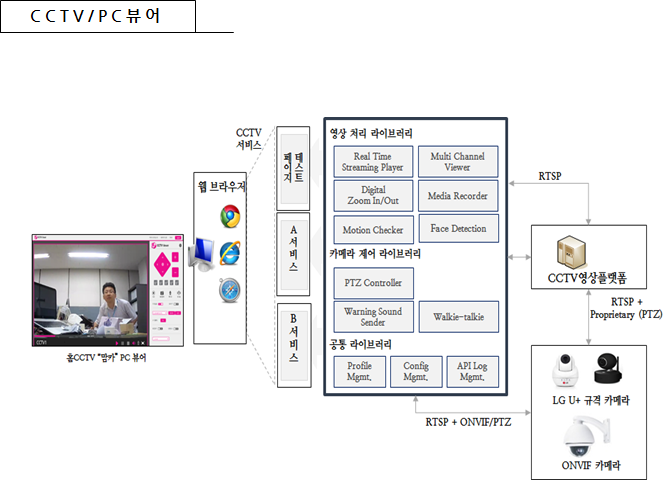 CCTV/PC뷰어
CCTV
서비스
웹 브라우저
테스트
페이지
A 서비스
B 서비스
영상 처리 라이브러리
Real Time
Streaming Player
Multi Channel
Viewer
Digital
Zoom In/Out
Media Recorder
Motion Checker
Face Detection
카메라 제어 라이브러리
PTZ Controller
Warning Sound
Sender
Walkie-talkie
공통 라이브러리
Profile
Mgmt.
Config
Mgmt.
API Log
Mgmt.
RTSP
CCTV영상플랫폼
RTSP +
Proprietary (PTZ)
LG U+ 규격 카메라
ONVIF 카메라
RTSP + ONVIF/PTZ
CCTV1
홈CCTV “맘카” PC 뷰어